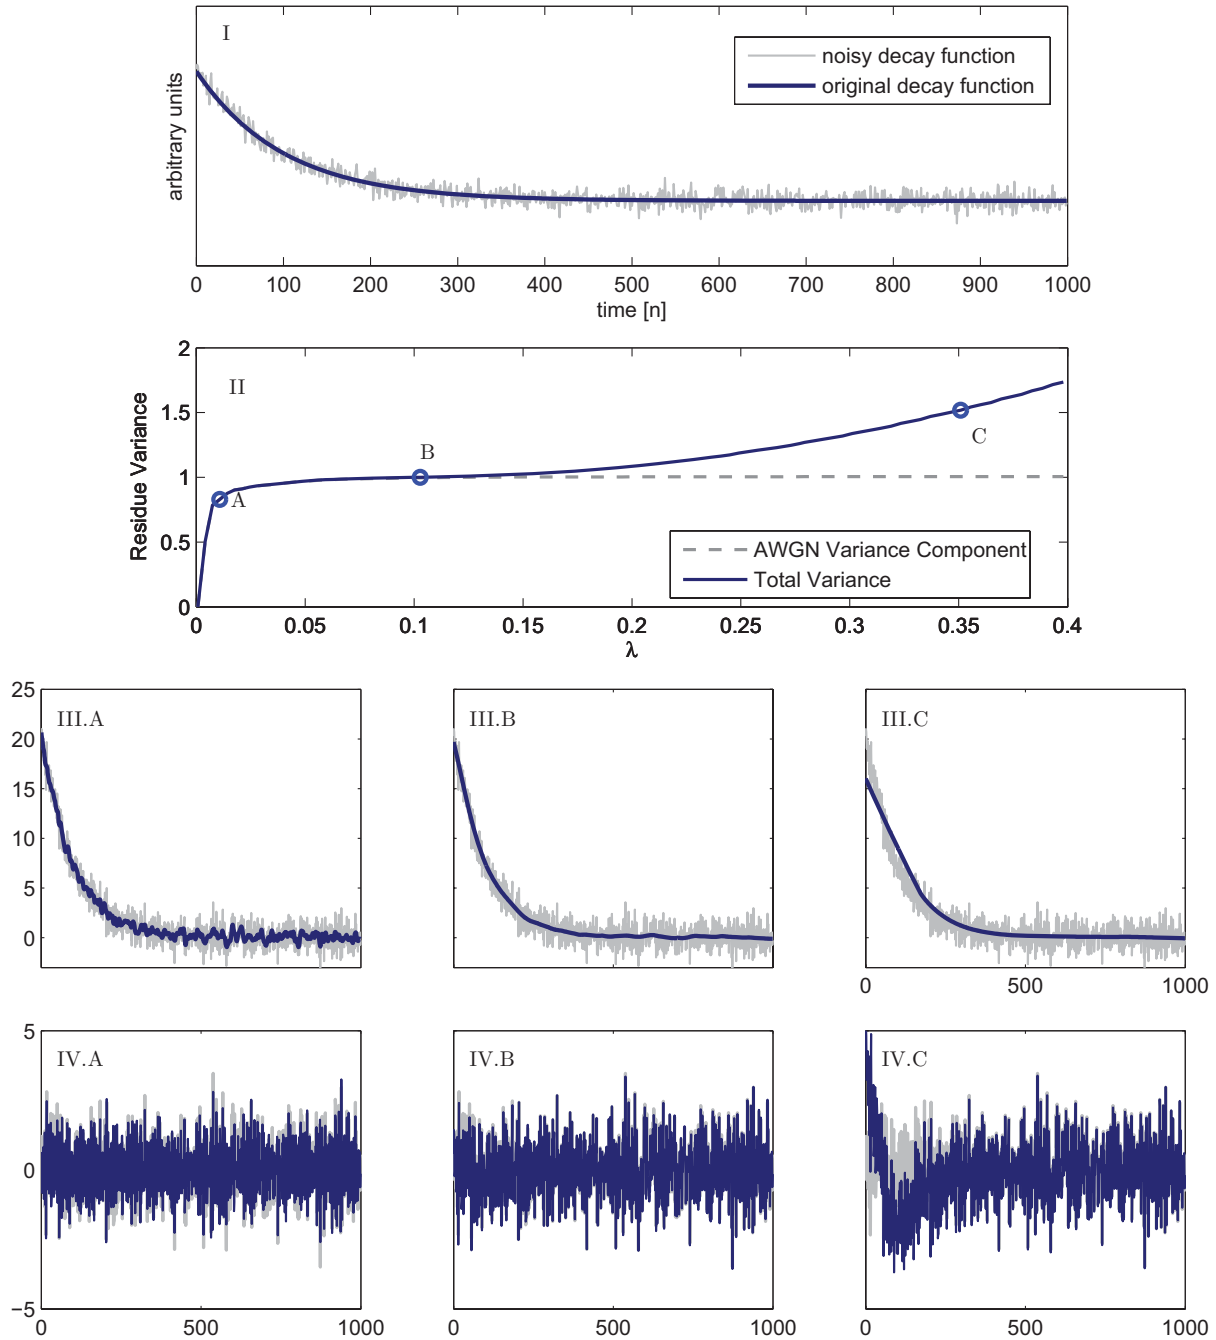 I
noisy decay function
original decay function
arbitrary units
0 100 200 300 400 500 600 700 800 900 1000
time [n]
2
1.5
1
0.5
0
Residue Variance
II
A
B
C
AWGN Variance Component
Total Variance
0 0.05 0.1 0.15 0.2 0.25 0.3 0.35 0.4
λ
25
20
15
10
5
0
III.A
III.B
III.C
0 500 1000
5
0
−5
IV.A
IV.B
IV.C
0 500 1000
0 500 1000
0 500 1000